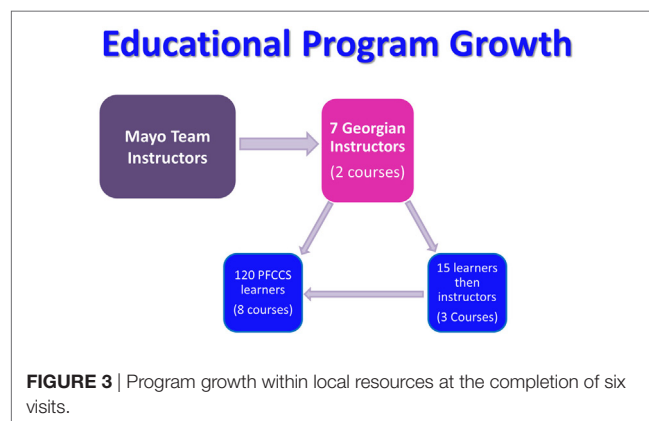 Educational Program Growth
Mayo Team
Instructors
7 Georgian
Instructors
(2 courses)
120 PFCCS
learners
(8 courses)
15 learners
then
instructors
(3 Courses)
FIGURE 3 | Program growth within local resources at the completion of six
visits.